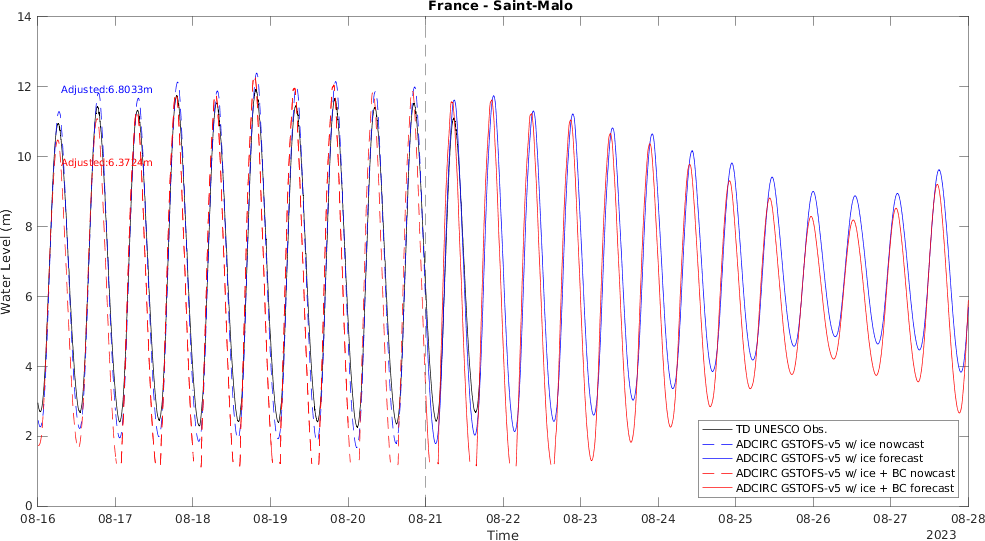 France - Saint-Malo
14
12
10
8
6
4
2
0
Water Level (m)
Adjusted:6.8033m
Adjusted:6.3724m
TD UNESCO Obs.
ADCIRC GSTOFS-v5 w/ ice nowcast
ADCIRC GSTOFS-v5 w/ ice forecast
ADCIRC GSTOFS-v5 w/ ice + BC nowcast
ADCIRC GSTOFS-v5 w/ ice + BC forecast
08-16 08-17 08-18 08-19 08-20 08-21 08-22 08-23 08-24 08-25 08-26 08-27 08-28
Time
2023